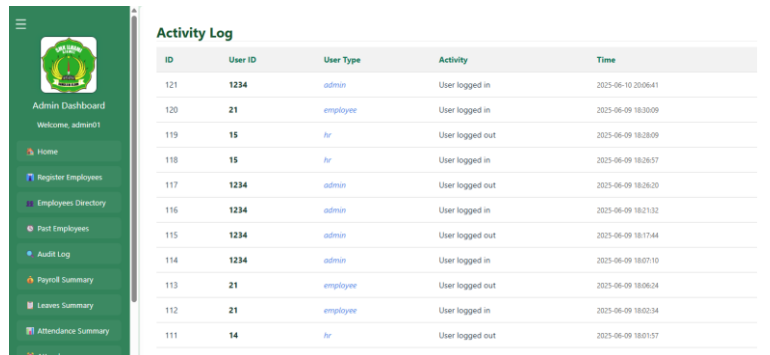 Activity Log
ID User ID User Type Activity Time
121 1234 admin User logged in 2025-06-10 20:06:41
120 21 employee User logged in 2025-06-09 18:30:09
119 15 hr User logged out 2025-06-09 18:28:09
118 15 hr User logged in 2025-06-09 18:26:57
117 1234 admin User logged out 2025-06-09 18:26:20
116 1234 admin User logged in 2025-06-09 18:21:32
115 1234 admin User logged out 2025-06-09 18:17:44
114 1234 admin User logged in 2025-06-09 18:07:10
113 21 employee User logged out 2025-06-09 18:06:24
112 21 employee User logged in 2025-06-09 18:02:34
111 14 hr User logged out 2025-06-09 18:01:57
Admin Dashboard
Welcome, admin01
Home
Register Employees
Employees Directory
Past Employees
Audit Log
Payroll Summary
Leaves Summary
Attendance Summary